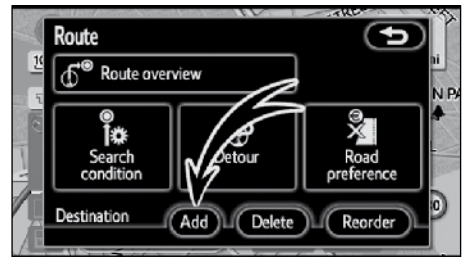 Route
Route overview
Search
condition
Detour
Road
preference
Destination
Add
Delete
Reorder